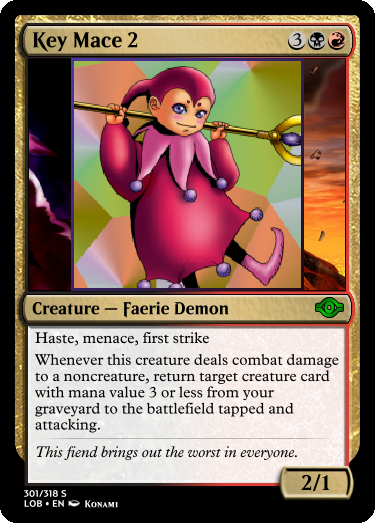 Key Mace 2 3
Creature — Faerie Demon
Haste, menace, first strike
Whenever this creature deals combat damage
to a noncreature, return target creature card
with mana value 3 or less from your
graveyard to the battlefield tapped and
attacking.
This fiend brings out the worst in everyone.
2/1
301/318 S
LOB • EN Konami